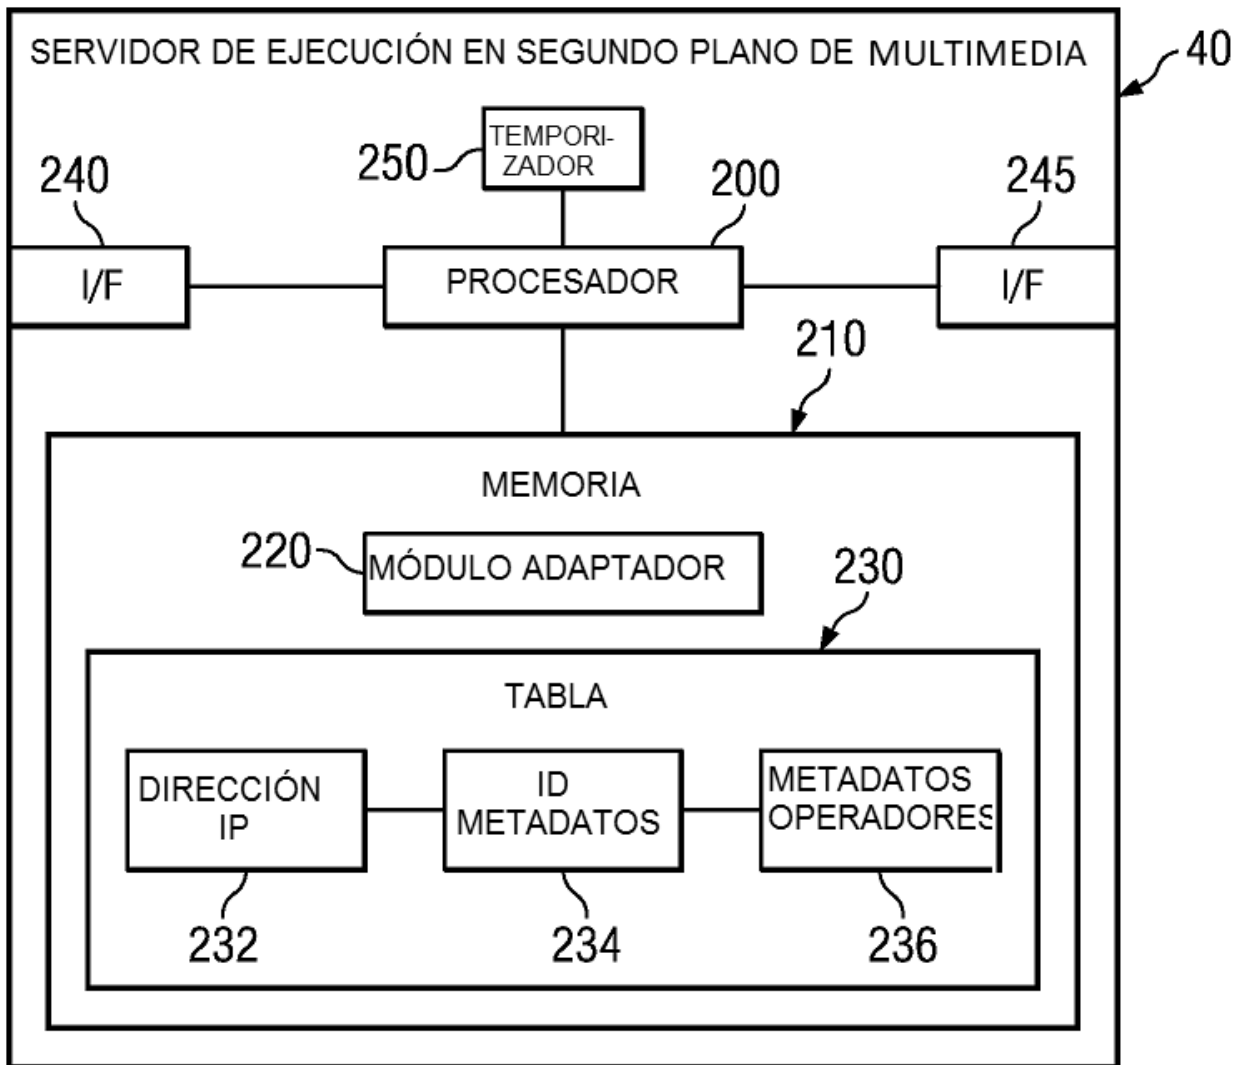 SERVIDOR DE EJECUCIÓN EN SEGUNDO PLANO DE MULTIMEDIA
40
TEMPORI-
ZADOR
250
240
200
245
I/F
PROCESADOR
I/F
210
MEMORIA
220
MÓDULO ADAPTADOR
230
TABLA
DIRECCIÓN
IP
ID
METADATOS
METADATOS
OPERADORES
232
234
236